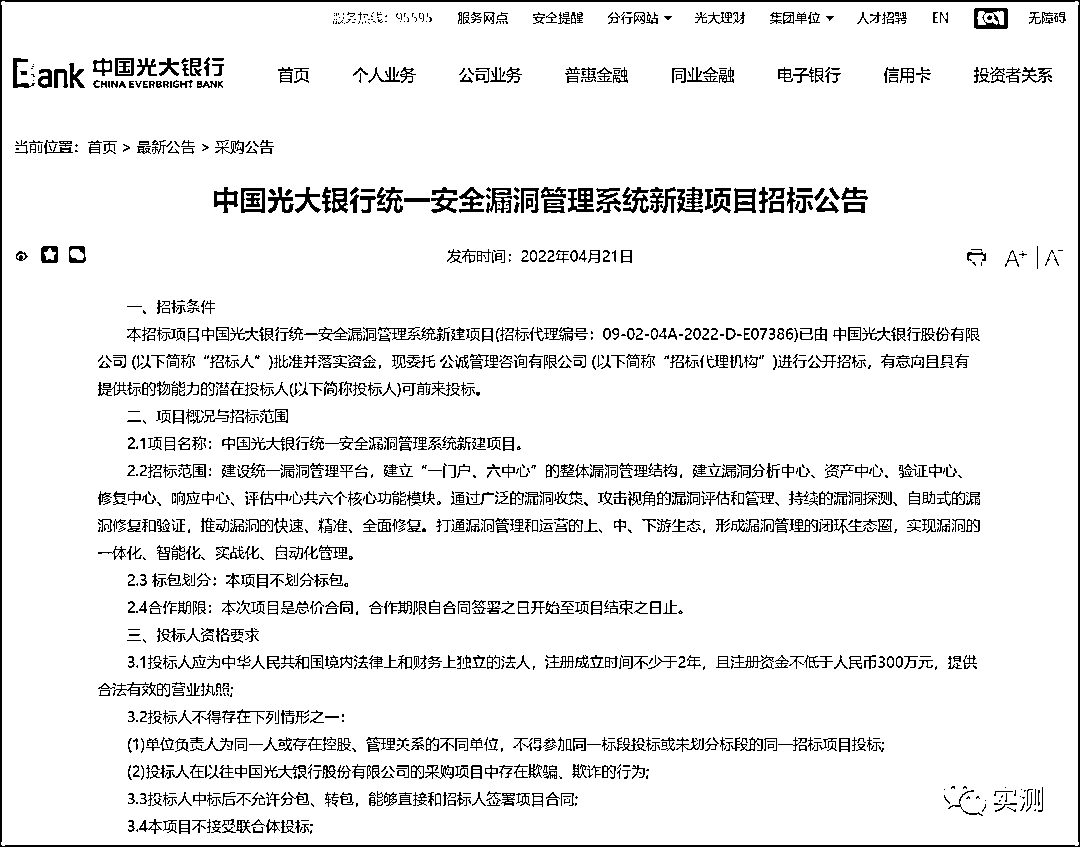 服务热线：95595 服务网点 安全提醒 分行网站 光大理财 集团单位 人才招聘 EN 无障碍
Bank 中国光大银行 CHINA EVERBRIGHT BANK 首页 个人业务 公司业务 普惠金融 同业金融 电子银行 信用卡 投资者关系
当前位置：首页 > 最新公告 > 采购公告
中国光大银行统一安全漏洞管理系统新建项目招标公告
发布时间：2022年04月21日 A+ | A-
一、招标条件
本招标项目中国光大银行统一安全漏洞管理系统新建项目(招标代理编号：09-02-04A-2022-D-E07386)已由 中国光大银行股份有限
公司 (以下简称“招标人”)批准并落实资金，现委托 公诚管理咨询有限公司 (以下简称“招标代理机构”)进行公开招标，有意向且具有
提供标的物能力的潜在投标人(以下简称投标人)可前来投标。
二、项目概况与招标范围
2.1项目名称：中国光大银行统一安全漏洞管理系统新建项目。
2.2招标范围：建设统一漏洞管理平台，建立“一门户、六中心”的整体漏洞管理结构，建立漏洞分析中心、资产中心、验证中心、
修复中心、响应中心、评估中心共六个核心功能模块。通过广泛的漏洞收集、攻击视角的漏洞评估和管理、持续的漏洞探测、自助式的漏
洞修复和验证，推动漏洞的快速、精准、全面修复。打通漏洞管理和运营的上、中、下游生态，形成漏洞管理的闭环生态圈，实现漏洞的
一体化、智能化、实战化、自动化管理。
2.3 标包划分：本项目不划分标包。
2.4合作期限：本次项目是总价合同，合作期限自合同签署之日开始至项目结束之日止。
三、投标人资格要求
3.1投标人应为中华人民共和国境内法律上和财务上独立的法人，注册成立时间不少于2年，且注册资金不低于人民币300万元，提供
合法有效的营业执照;
3.2投标人不得存在下列情形之一：
(1)单位负责人为同一人或存在控股、管理关系的不同单位，不得参加同一标段投标或未划分标段的同一招标项目投标;
(2)投标人在以往中国光大银行股份有限公司的采购项目中存在欺骗、欺诈的行为;
3.3投标人中标后不允许分包、转包，能够直接和招标人签署项目合同;
3.4本项目不接受联合体投标;
实测